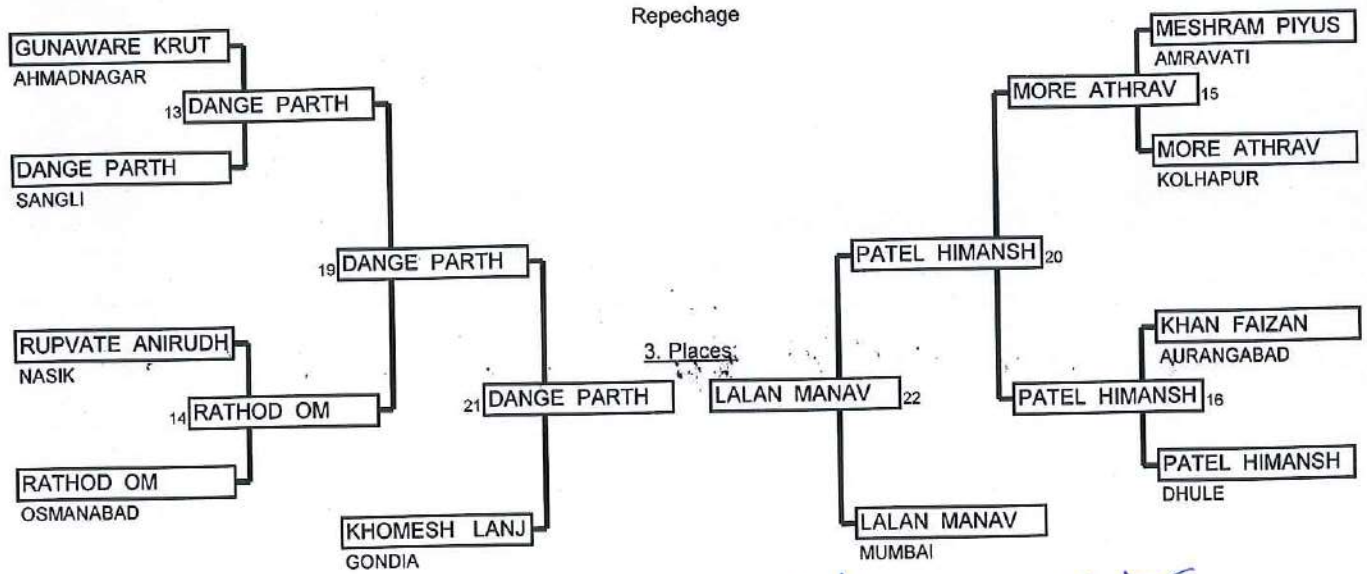 Repechage
GUNAWARE KRUT
AHMADNAGAR
13 DANGE PARTH
DANGE PARTH
SANGLI
19 DANGE PARTH
RUPVATE ANIRUDH
NASIK
14 RATHOD OM
RATHOD OM
OSMANABAD
21 DANGE PARTH
KHOMESH LANJ
GONDIA
3. Places:
MESHRAM PIYUS
AMRAVATI
MORE ATHRAV 15
MORE ATHRAV
KOLHAPUR
PATEL HIMANSH 20
KHAN FAIZAN
AURANGABAD
LALAN MANAV 22
PATEL HIMANSH 16
PATEL HIMANSH
DHULE
LALAN MANAV
MUMBAI